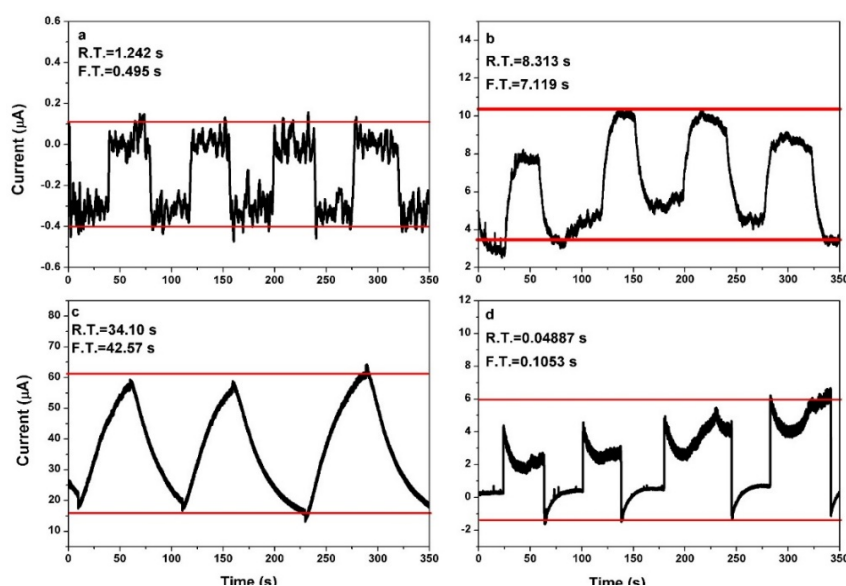 a
R.T.=1.242 s
F.T.=0.495 s
Current (µA)
0.6
0.4
0.2
0.0
-0.2
-0.4
-0.6
0 50 100 150 200 250 300 350
b
R.T.=8.313 s
F.T.=7.119 s
14
12
10
8
6
4
2
0 50 100 150 200 250 300 350
c
R.T.=34.10 s
F.T.=42.57 s
Current (µA)
80
70
60
50
40
30
20
10
0 50 100 150 200 250 300 350
Time (s)
d
R.T.=0.04887 s
F.T.=0.1053 s
12
10
8
6
4
2
0
-2
0 50 100 150 200 250 300 350
Time (s)